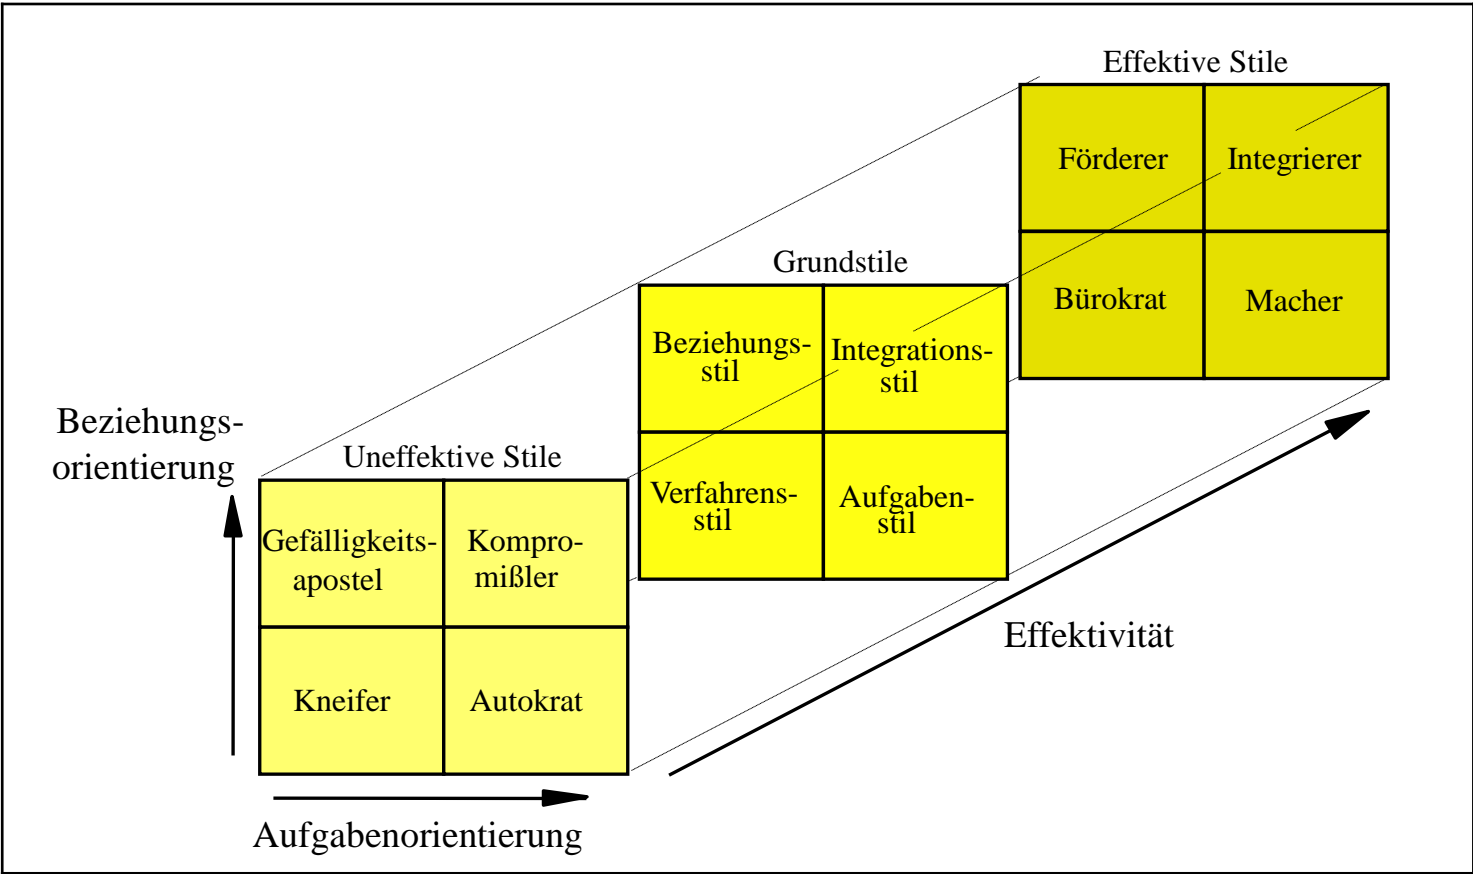 Effektive Stile
Förderer
Integrierer
Bürokrat
Macher
Grundstile
Beziehungs-
stil
Integrations-
stil
Verfahrens-
stil
Aufgaben-
stil
Beziehungs-
orientierung
Uneffektive Stile
Gefälligkeits-
apostel
Kompro-
mißler
Kneifer
Autokrat
Effektivität
Aufgabenorientierung